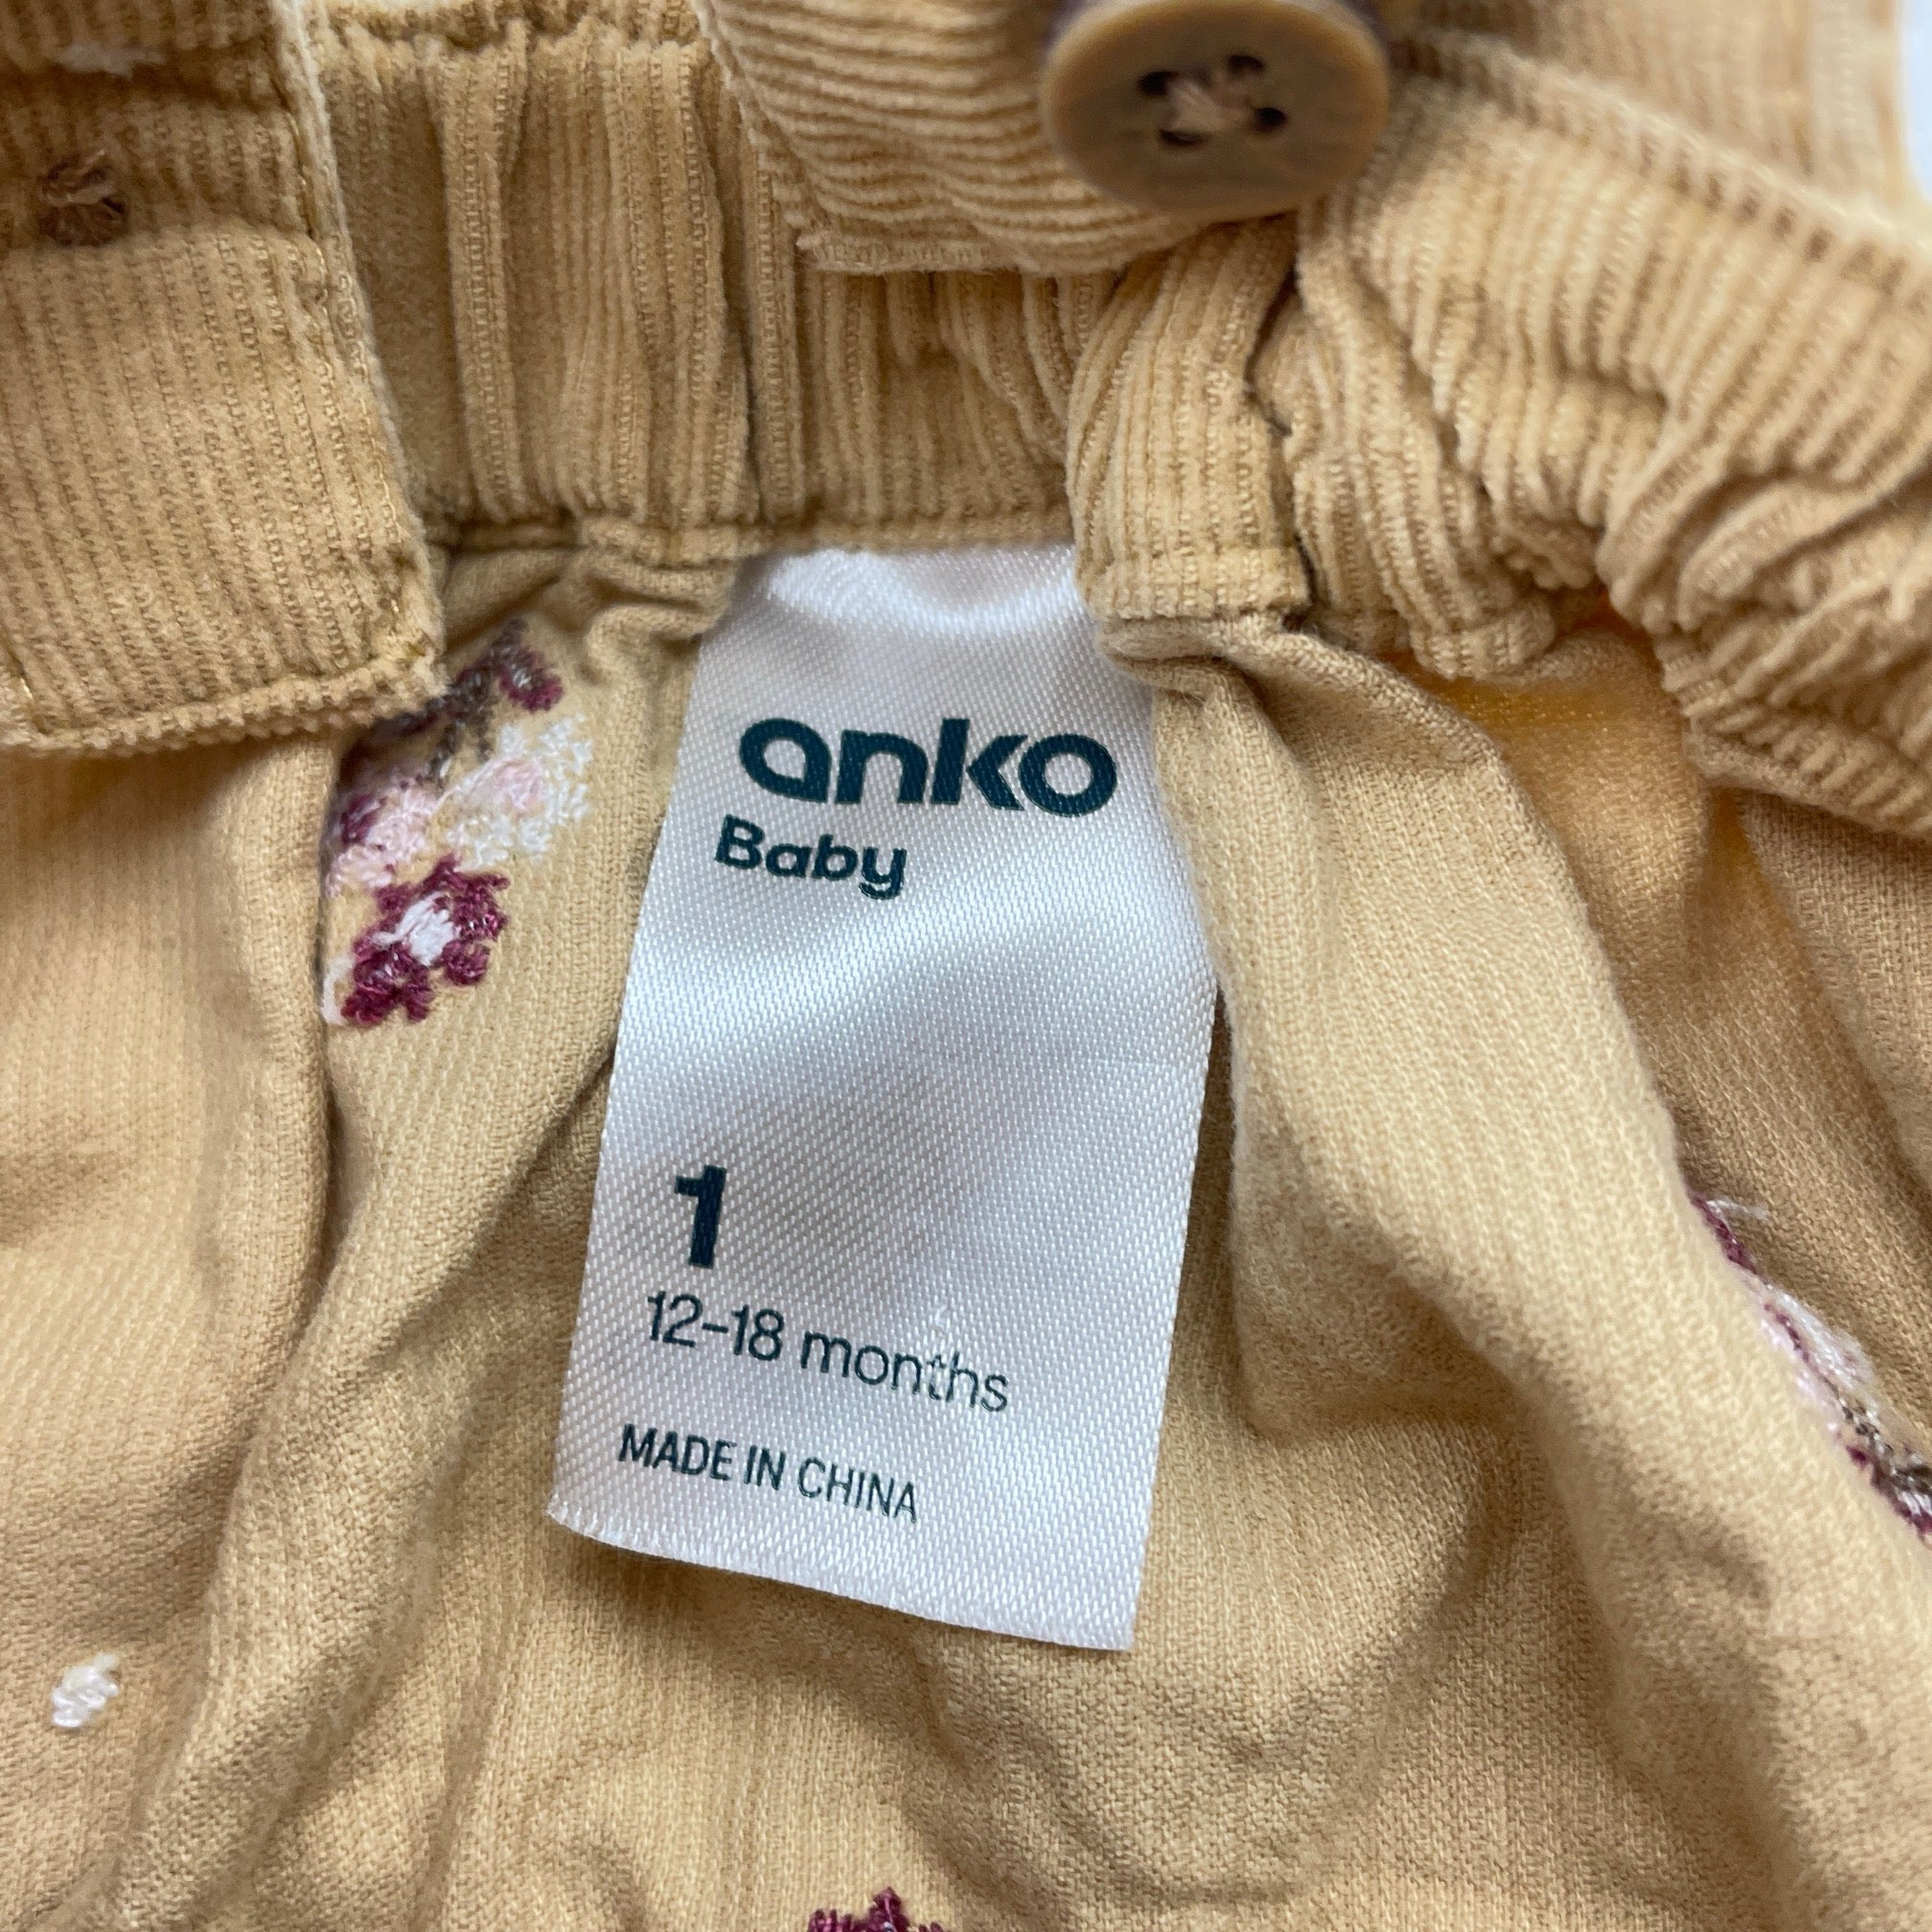 anko
Baby
1
12-18 months
MADE IN CHINA